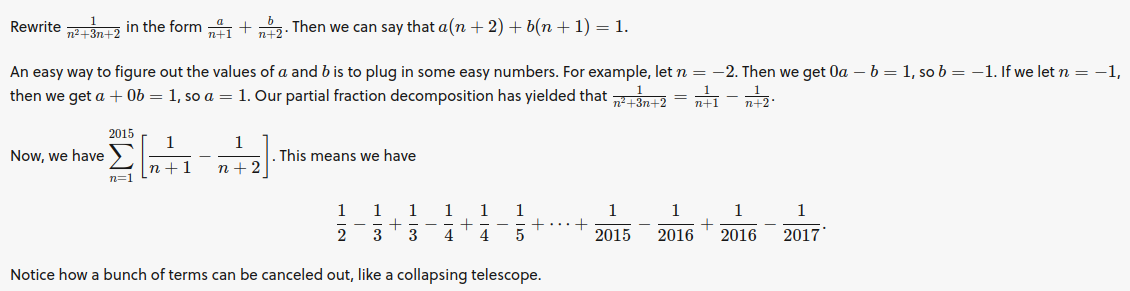 Rewrite $\frac{1}{n^2+3n+2}$ in the form $\frac{a}{n+1} + \frac{b}{n+2}$. Then we can say that $a(n+2) + b(n+1) = 1$.
An easy way to figure out the values of $a$ and $b$ is to plug in some easy numbers. For example, let $n = -2$. Then we get $0a - b = 1$, so $b = -1$. If we let $n = -1$,
then we get $a + 0b = 1$, so $a = 1$. Our partial fraction decomposition has yielded that $\frac{1}{n^2+3n+2} = \frac{1}{n+1} - \frac{1}{n+2}$.
Now, we have $\sum_{n=1}^{2015} \left[ \frac{1}{n+1} - \frac{1}{n+2} \right]$. This means we have
$\frac{1}{2} - \frac{1}{3} + \frac{1}{3} - \frac{1}{4} + \frac{1}{4} - \frac{1}{5} + \cdots + \frac{1}{2015} - \frac{1}{2016} + \frac{1}{2016} - \frac{1}{2017}.$
Notice how a bunch of terms can be canceled out, like a collapsing telescope.